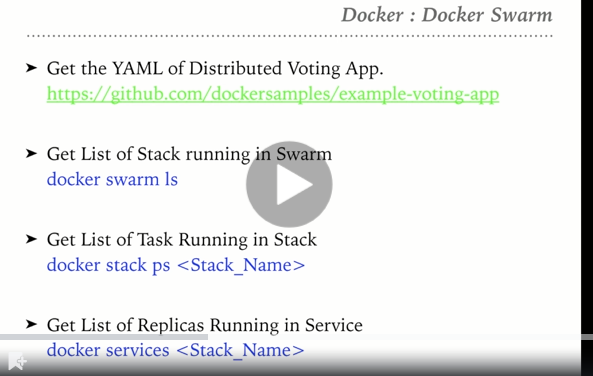 Docker : Docker Swarm
➤ Get the YAML of Distributed Voting App.
https://github.com/dockersamples/example-voting-app
➤ Get List of Stack running in Swarm
docker swarm ls
➤ Get List of Task Running in Stack
docker stack ps <Stack_Name>
➤ Get List of Replicas Running in Service
docker services <Stack_Name>